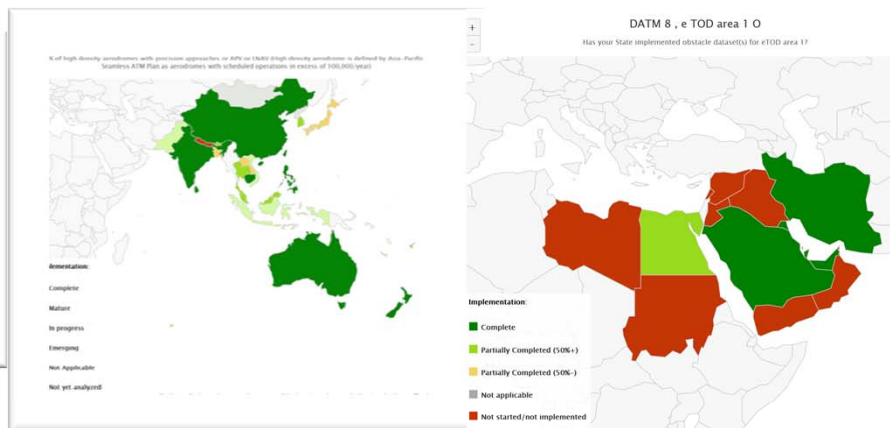 % of high density aerodromes with precision approaches or APV or LNAV (High density aerodrome is defined by Asia-Pacific
Seamless ATM Plan as aerodromes with scheduled operations in excess of 100,000/year)
lementation:
Complete
Mature
In progress
Emerging
Not Applicable
Not yet analyzed
+
-
DATM 8 , e TOD area 1 O
Has your State implemented obstacle dataset(s) for eTOD area 1?
Implementation:
Complete
Partially Completed (50%+)
Partially Completed (50%-)
Not applicable
Not started/not implemented